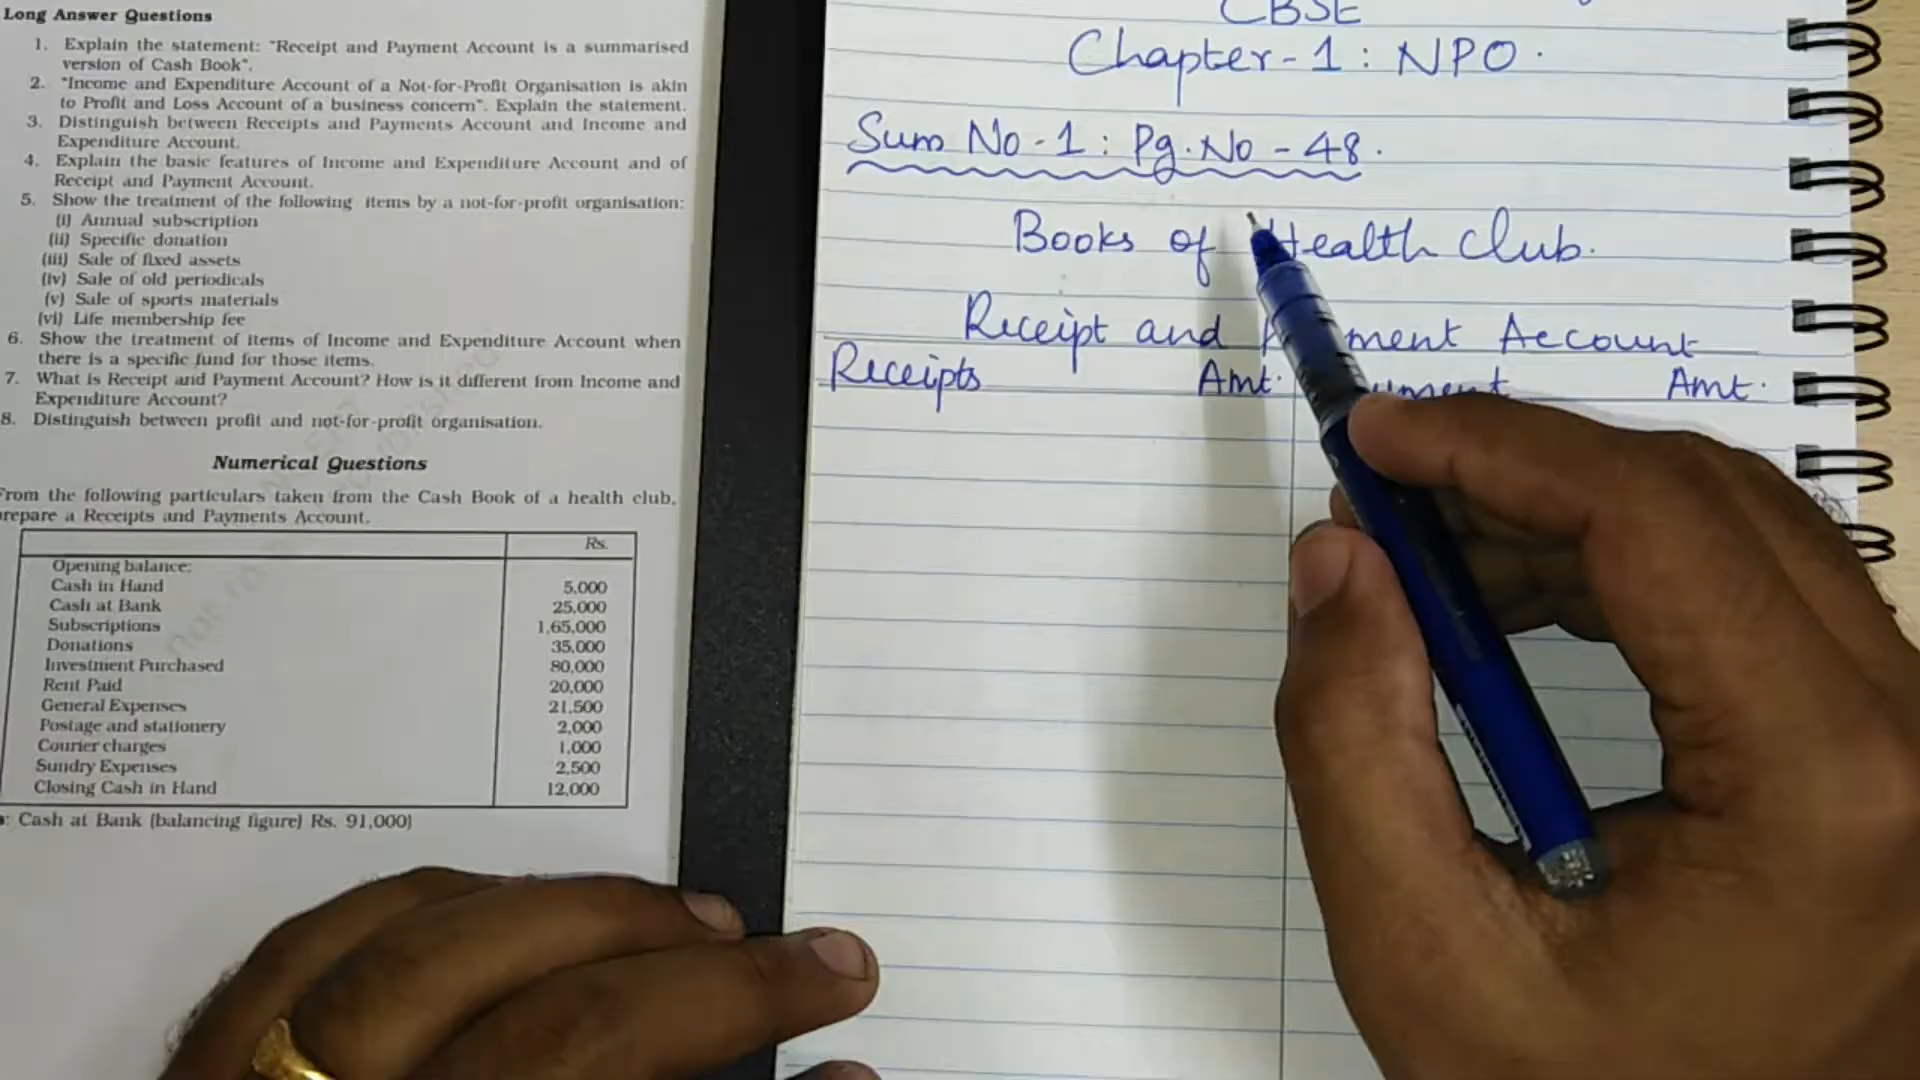 Long Answer Questions
1. Explain the statement: "Receipt and Payment Account is a summarised
version of Cash Book".
2. "Income and Expenditure Account of a Not-for-Profit Organisation is akin
to Profit and Loss Account of a business concern". Explain the statement.
3. Distinguish between Receipts and Payments Account and Income and
Expenditure Account.
4. Explain the basic features of Income and Expenditure Account and of
Receipt and Payment Account.
5. Show the treatment of the following items by a not-for-profit organisation:
(i) Annual subscription
(ii) Specific donation
(iii) Sale of fixed assets
(iv) Sale of old periodicals
(v) Sale of sports materials
(vi) Life membership fee
6. Show the treatment of items of Income and Expenditure Account when
there is a specific fund for those items.
7. What is Receipt and Payment Account? How is it different from Income and
Expenditure Account?
8. Distinguish between profit and not-for-profit organisation.
Numerical Questions
From the following particulars taken from the Cash Book of a health club,
prepare a Receipts and Payments Account.
Rs.
Opening balance:
Cash in Hand 5,000
Cash at Bank 25,000
Subscriptions 1,65,000
Donations 35,000
Investment Purchased 80,000
Rent Paid 20,000
General Expenses 21,500
Postage and stationery 2,000
Courier charges 1,000
Sundry Expenses 2,500
Closing Cash in Hand 12,000
: Cash at Bank (balancing figure) Rs. 91,000)
CBSE
Chapter-1: NPO.
Sum No-1: Pg.No-48.
Books of Health Club.
Receipt and Account
Receipts Amt. Amt.